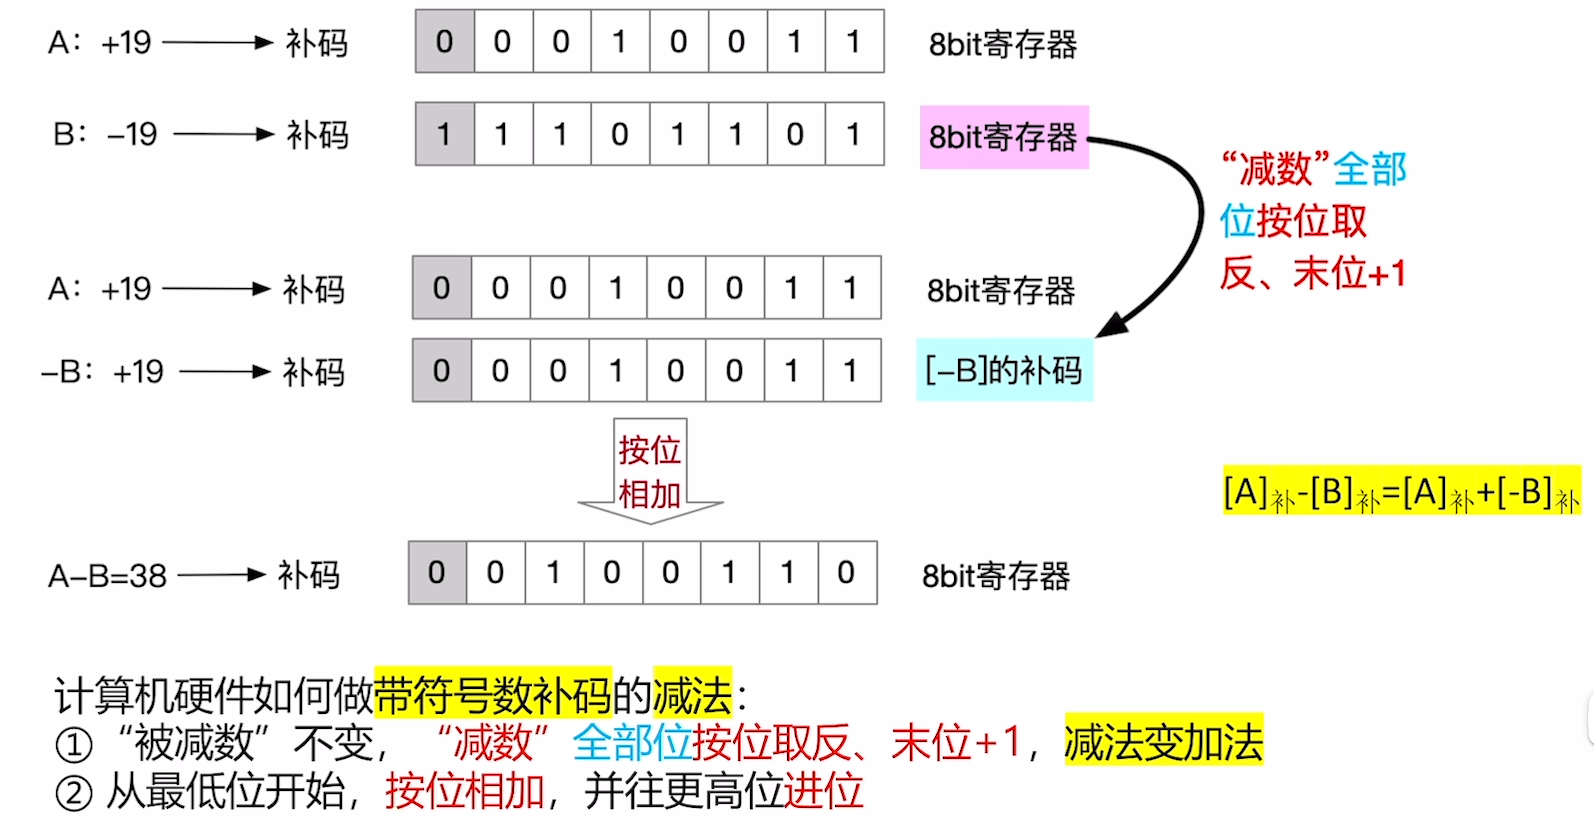 A：+19 补码 0 0 0 1 0 0 1 1 8bit寄存器
B：–19 补码 1 1 1 0 1 1 0 1 8bit寄存器
“减数”全部
位按位取
反、末位+1
A：+19 补码 0 0 0 1 0 0 1 1 8bit寄存器
–B：+19 补码 0 0 0 1 0 0 1 1 [–B]的补码
按位
相加
[A]补-[B]补=[A]补+[-B]补
A–B=38 补码 0 0 1 0 0 1 1 0 8bit寄存器
计算机硬件如何做带符号数补码的减法：
① “被减数”不变，“减数”全部位按位取反、末位+1，减法变加法
② 从最低位开始，按位相加，并往更高位进位